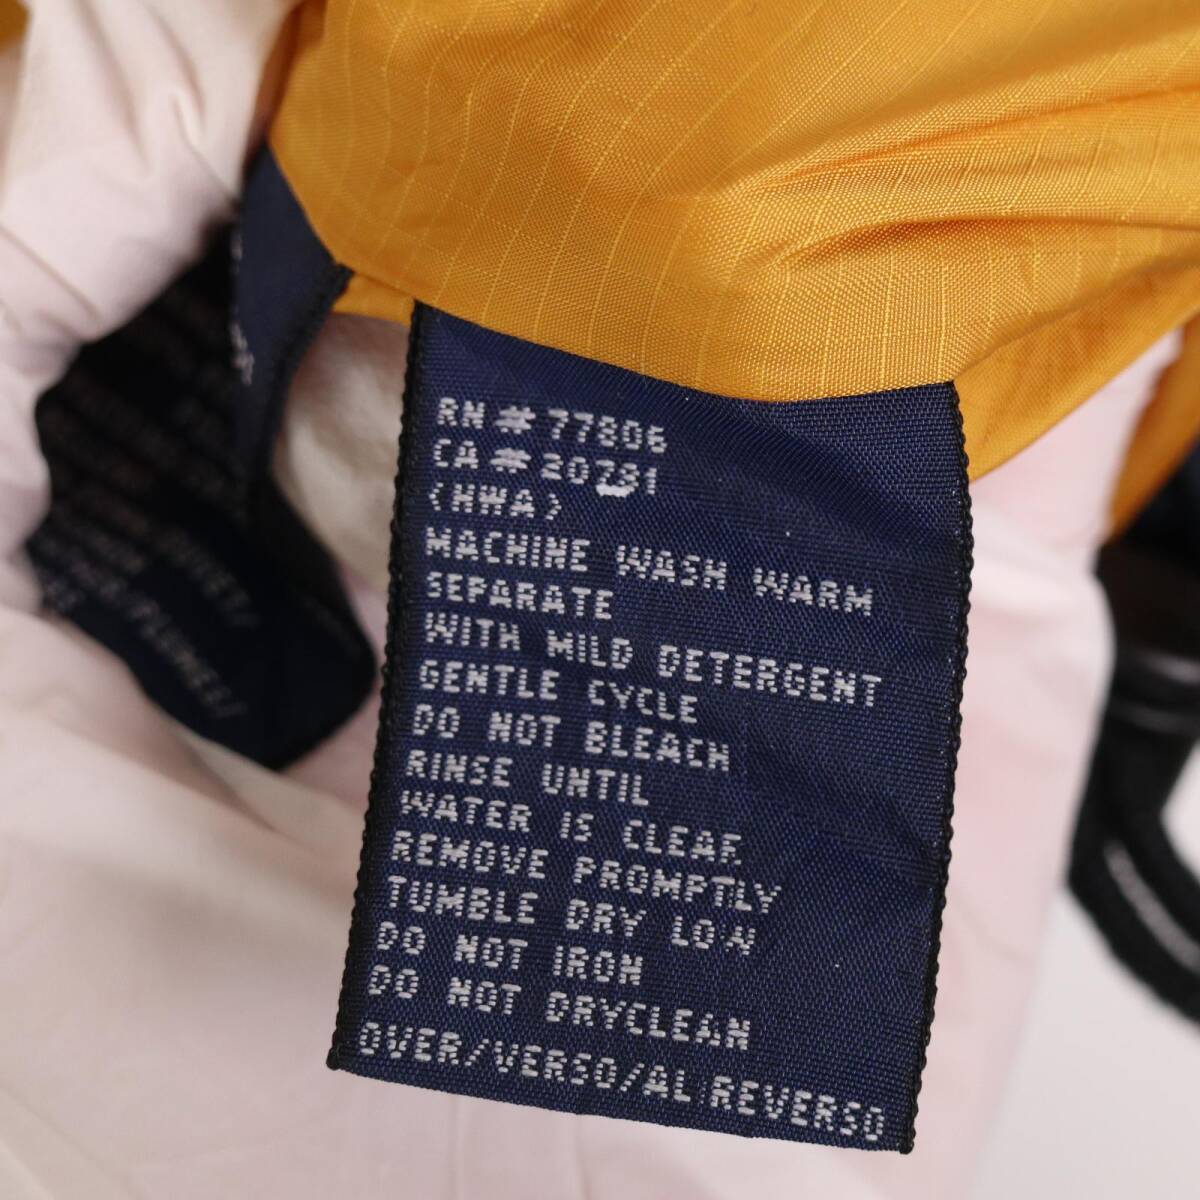 RN#77806
CA#20781
(HWA)
MACHINE WASH WARM
SEPARATE
WITH MILD DETERGENT
GENTLE CYCLE
DO NOT BLEACH
RINSE UNTIL
WATER IS CLEAR
REMOVE PROMPTLY
TUMBLE DRY LOW
DO NOT IRON
DO NOT DRYCLEAN
OVER/VERSO/AL REVERSO